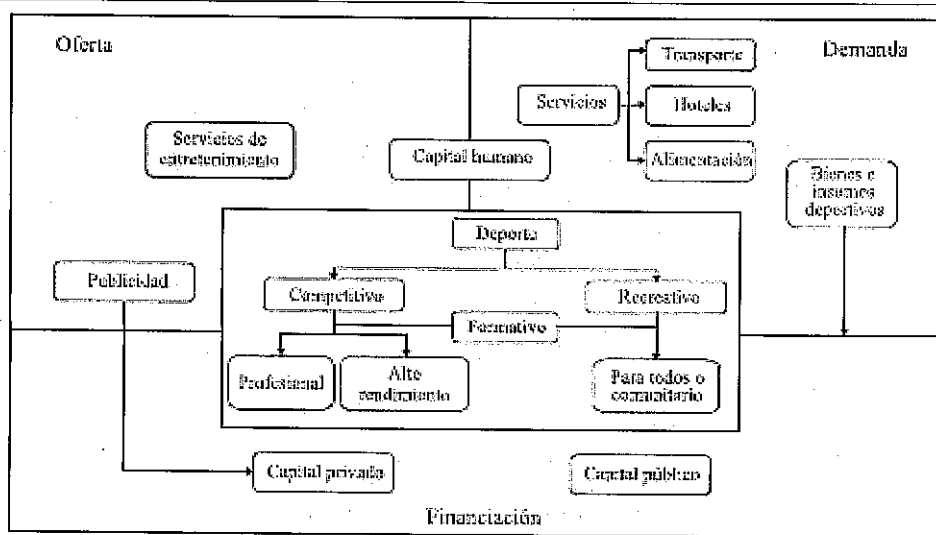 Oferta
Demanda
Transporte
Servicios
Hoteles
Alimentación
Servicios de
entretenimiento
Capital humano
Bienes e
insumos
deportivos
Deporte
Publicidad
Competitivo
Recreativo
Formativo
Profesional
Alto
rendimiento
Para todos o
comunitario
Capital privado
Capital público
Financiación